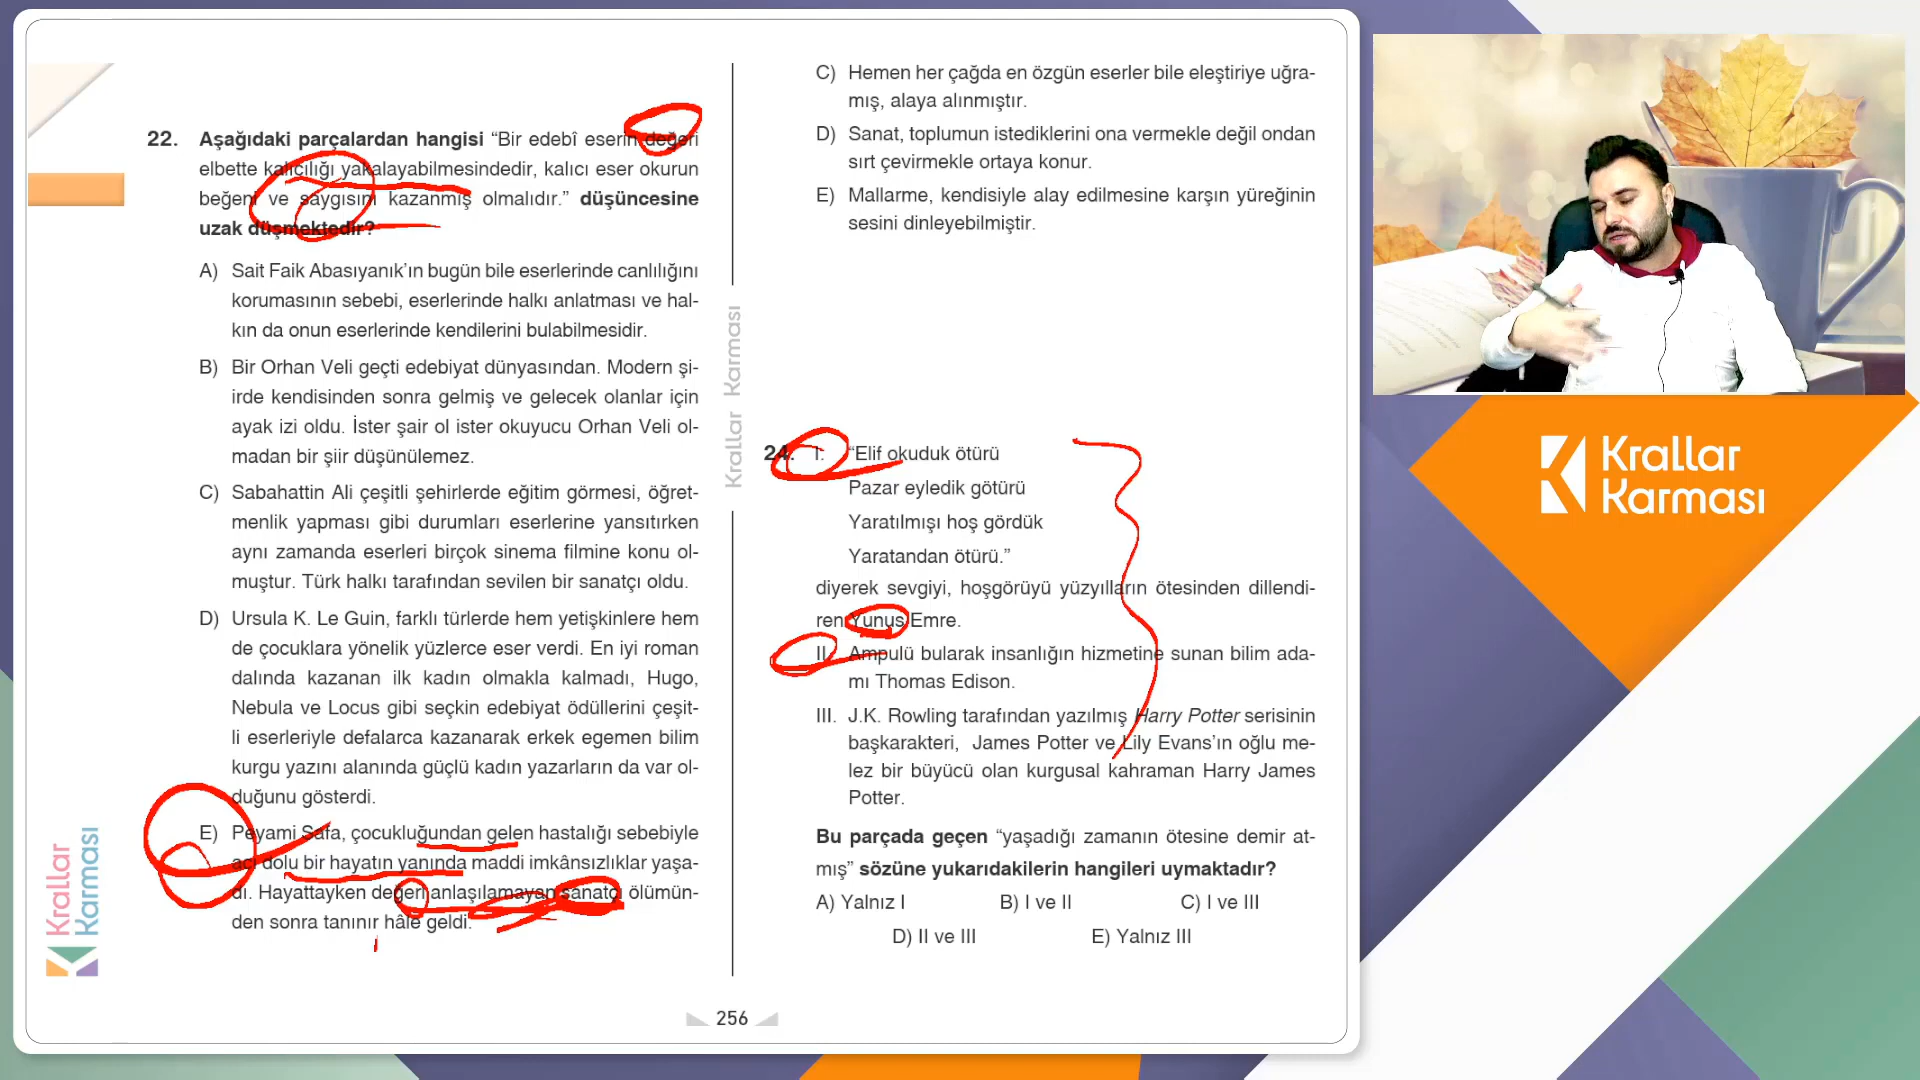 22. Aşağıdaki parçalardan hangisi “Bir edebî eserin değeri
elbette kalıcılığı yakalayabilmesindedir, kalıcı eser okurun
beğeni ve saygısını kazanmış olmalıdır.” düşüncesine
uzak düşmektedir?
A) Sait Faik Abasıyanık’ın bugün bile eserlerinde canlılığını
korumasının sebebi, eserlerinde halkı anlatması ve hal-
kın da onun eserlerinde kendilerini bulabilmesidir.
B) Bir Orhan Veli geçti edebiyat dünyasından. Modern şi-
irde kendisinden sonra gelmiş ve gelecek olanlar için
ayak izi oldu. İster şair ol ister okuyucu Orhan Veli ol-
madan bir şiir düşünülemez.
C) Sabahattin Ali çeşitli şehirlerde eğitim görmesi, öğret-
menlik yapması gibi durumları eserlerine yansıtırken
aynı zamanda eserleri birçok sinema filmine konu ol-
muştur. Türk halkı tarafından sevilen bir sanatçı oldu.
D) Ursula K. Le Guin, farklı türlerde hem yetişkinlere hem
de çocuklara yönelik yüzlerce eser verdi. En iyi roman
dalında kazanan ilk kadın olmakla kalmadı, Hugo,
Nebula ve Locus gibi seçkin edebiyat ödüllerini çeşit-
li eserleriyle defalarca kazanarak erkek egemen bilim
kurgu yazını alanında güçlü kadın yazarların da var ol-
duğunu gösterdi.
E) Peyami Safa, çocukluğundan gelen hastalığı sebebiyle
acı dolu bir hayatın yanında maddi imkânsızlıklar yaşa-
dı. Hayattayken değeri anlaşılamayan sanatçı ölümün-
den sonra tanınır hâle geldi.
Krallar Karması
C) Hemen her çağda en özgün eserler bile eleştiriye uğra-
mış, alaya alınmıştır.
D) Sanat, toplumun istediklerini ona vermekle değil ondan
sırt çevirmekle ortaya konur.
E) Mallarme, kendisiyle alay edilmesine karşın yüreğinin
sesini dinleyebilmiştir.
24. I. “Elif okuduk ötürü
Pazar eyledik götürü
Yaratılmışı hoş gördük
Yaratandan ötürü.”
diyerek sevgiyi, hoşgörüyü yüzyılların ötesinden dillendi-
ren Yunus Emre.
II. Ampulü bularak insanlığın hizmetine sunan bilim ada-
mı Thomas Edison.
III. J.K. Rowling tarafından yazılmış Harry Potter serisinin
başkarakteri, James Potter ve Lily Evans’ın oğlu me-
lez bir büyücü olan kurgusal kahraman Harry James
Potter.
Bu parçada geçen “yaşadığı zamanın ötesine demir at-
mış” sözüne yukarıdakilerin hangileri uymaktadır?
A) Yalnız I B) I ve II C) I ve III
D) II ve III E) Yalnız III
Krallar
Karması
256
Krallar
Karması